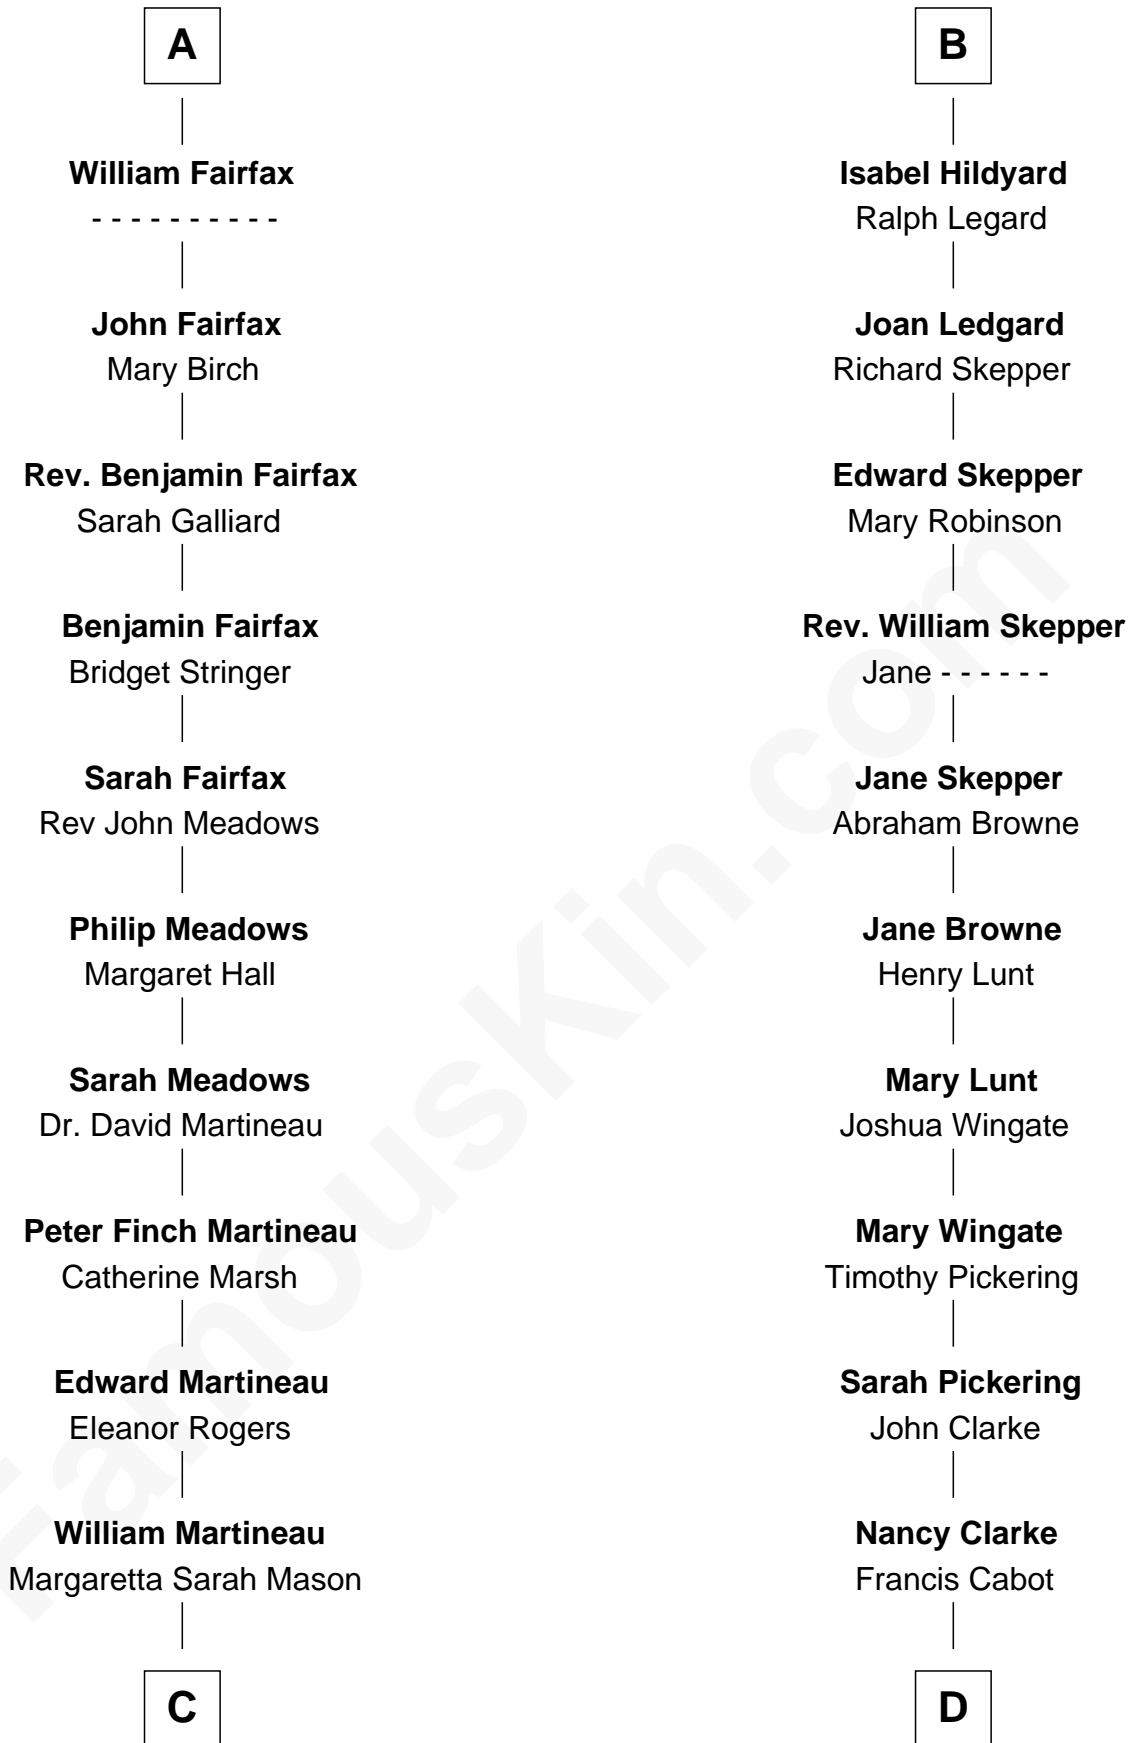 A
William Fairfax
- - - - - - - - - -
John Fairfax
Mary Birch
Rev. Benjamin Fairfax
Sarah Galliard
Benjamin Fairfax
Bridget Stringer
Sarah Fairfax
Rev John Meadows
Philip Meadows
Margaret Hall
Sarah Meadows
Dr. David Martineau
Peter Finch Martineau
Catherine Marsh
Edward Martineau
Eleanor Rogers
William Martineau
Margaretta Sarah Mason
C
B
Isabel Hildyard
Ralph Legard
Joan Ledgard
Richard Skepper
Edward Skepper
Mary Robinson
Rev. William Skepper
Jane - - - - - -
Jane Skepper
Abraham Browne
Jane Browne
Henry Lunt
Mary Lunt
Joshua Wingate
Mary Wingate
Timothy Pickering
Sarah Pickering
John Clarke
Nancy Clarke
Francis Cabot
D
FamousKin.com